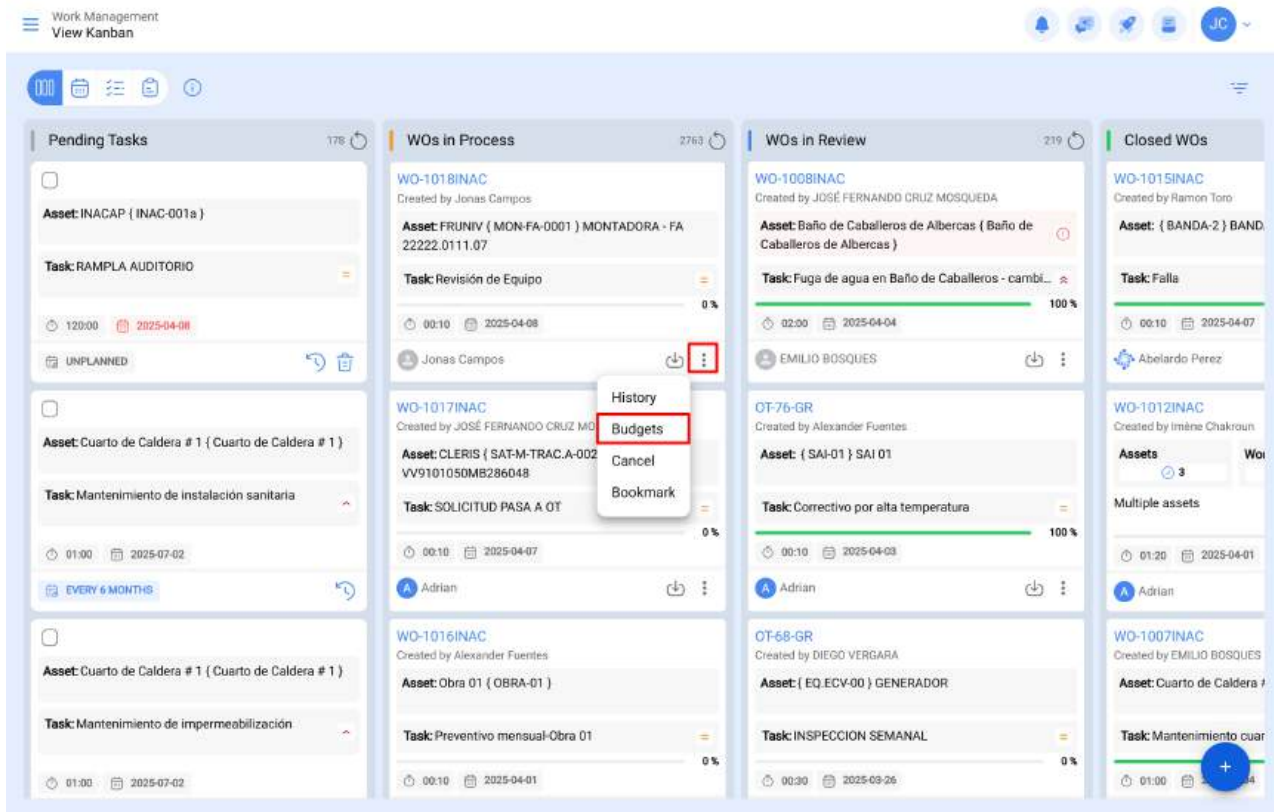 Work Management
View Kanban
JC
Pending Tasks 178
Asset: INACAP { INAC-001a }
Task: RAMPLA AUDITORIO
120:00 2025-04-08
UNPLANNED
Asset: Cuarto de Caldera # 1 { Cuarto de Caldera # 1 }
Task: Mantenimiento de instalación sanitaria
01:00 2025-07-02
EVERY 6 MONTHS
Asset: Cuarto de Caldera # 1 { Cuarto de Caldera # 1 }
Task: Mantenimiento de impermeabilización
01:00 2025-07-02
WOs in Process 2763
WO-1018INAC
Created by Jonas Campos
Asset: FRUNIV { MON-FA-0001 } MONTADORA - FA
22222.0111.07
Task: Revisión de Equipo
0 %
00:10 2025-04-08
Jonas Campos
History
Budgets
Cancel
Bookmark
WO-1017INAC
Created by JOSÉ FERNANDO CRUZ MO
Asset: CLERIS { SAT-M-TRAC.A-002
VV9101050MB286048
Task: SOLICITUD PASA A OT
0 %
00:10 2025-04-07
A Adrian
WO-1016INAC
Created by Alexander Fuentes
Asset: Obra 01 { OBRA-01 }
Task: Preventivo mensual-Obra 01
0 %
00:10 2025-04-01
WOs in Review 219
WO-1008INAC
Created by JOSÉ FERNANDO CRUZ MOSQUEDA
Asset: Baño de Caballeros de Albercas { Baño de
Caballeros de Albercas }
Task: Fuga de agua en Baño de Caballeros - cambi...
100 %
02:00 2025-04-04
EMILIO BOSQUES
OT-76-GR
Created by Alexander Fuentes
Asset: { SAI-01 } SAI 01
Task: Correctivo por alta temperatura
100 %
00:10 2025-04-03
A Adrian
OT-68-GR
Created by DIEGO VERGARA
Asset: { EQ.ECV-00 } GENERADOR
Task: INSPECCION SEMANAL
0 %
00:30 2025-03-26
Closed WOs
WO-1015INAC
Created by Ramon Toro
Asset: { BANDA-2 } BAND
Task: Falla
00:10 2025-04-07
Abelardo Perez
WO-1012INAC
Created by Imène Chakroun
Assets Wo
3
Multiple assets
01:20 2025-04-01
A Adrian
WO-1007INAC
Created by EMILIO BOSQUES
Asset: Cuarto de Caldera
Task: Mantenimiento cuar
01:00